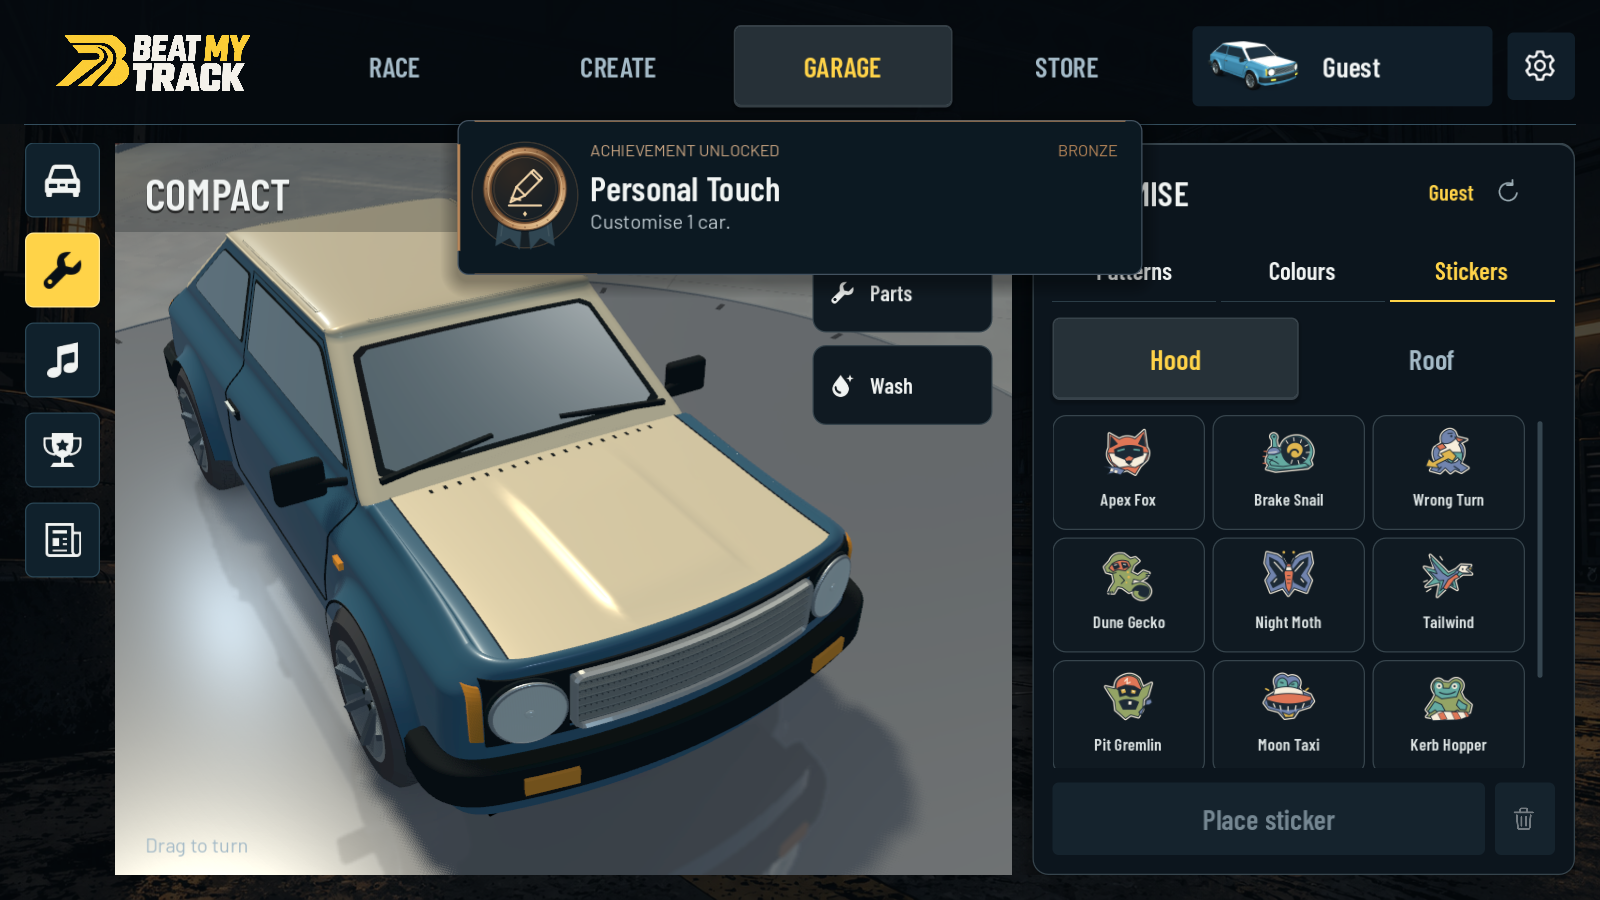 BEAT MY
TRACK
RACE
CREATE
GARAGE
STORE
Guest
ACHIEVEMENT UNLOCKED
BRONZE
Personal Touch
Customise 1 car.
COMPACT
Guest
Colours
Stickers
Parts
Wash
Hood
Roof
Apex Fox
Brake Snail
Wrong Turn
Dune Gecko
Night Moth
Tailwind
Pit Gremlin
Moon Taxi
Kerb Hopper
Place sticker
Drag to turn